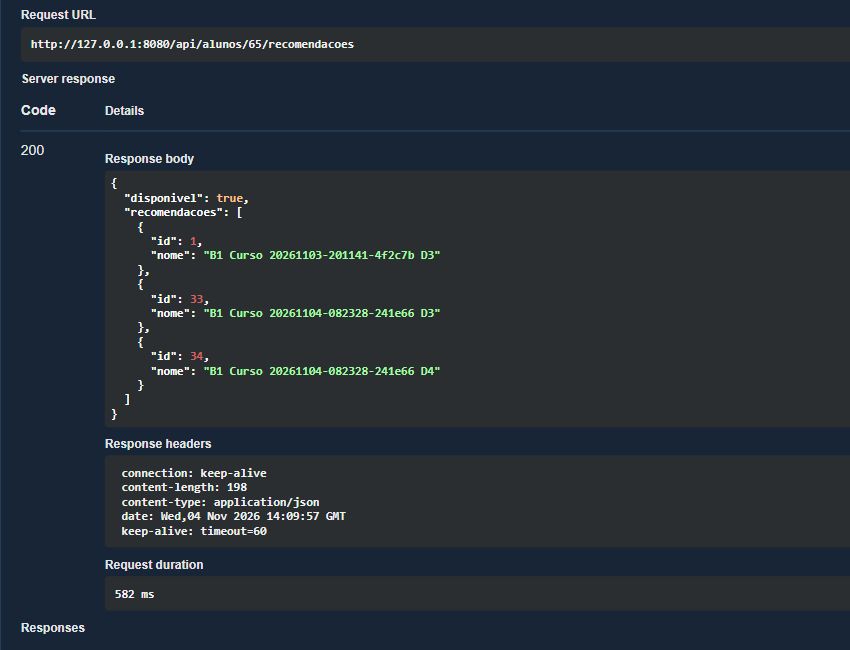 Request URL
http://127.0.0.1:8080/api/alunos/65/recomendacoes
Server response
Code Details
200
Response body
{
  "disponivel": true,
  "recomendacoes": [
    {
      "id": 1,
      "nome": "B1 Curso 20261103-201141-4f2c7b D3"
    },
    {
      "id": 33,
      "nome": "B1 Curso 20261104-082328-241e66 D3"
    },
    {
      "id": 34,
      "nome": "B1 Curso 20261104-082328-241e66 D4"
    }
  ]
}
Response headers
connection: keep-alive
content-length: 198
content-type: application/json
date: Wed,04 Nov 2026 14:09:57 GMT
keep-alive: timeout=60
Request duration
582 ms
Responses